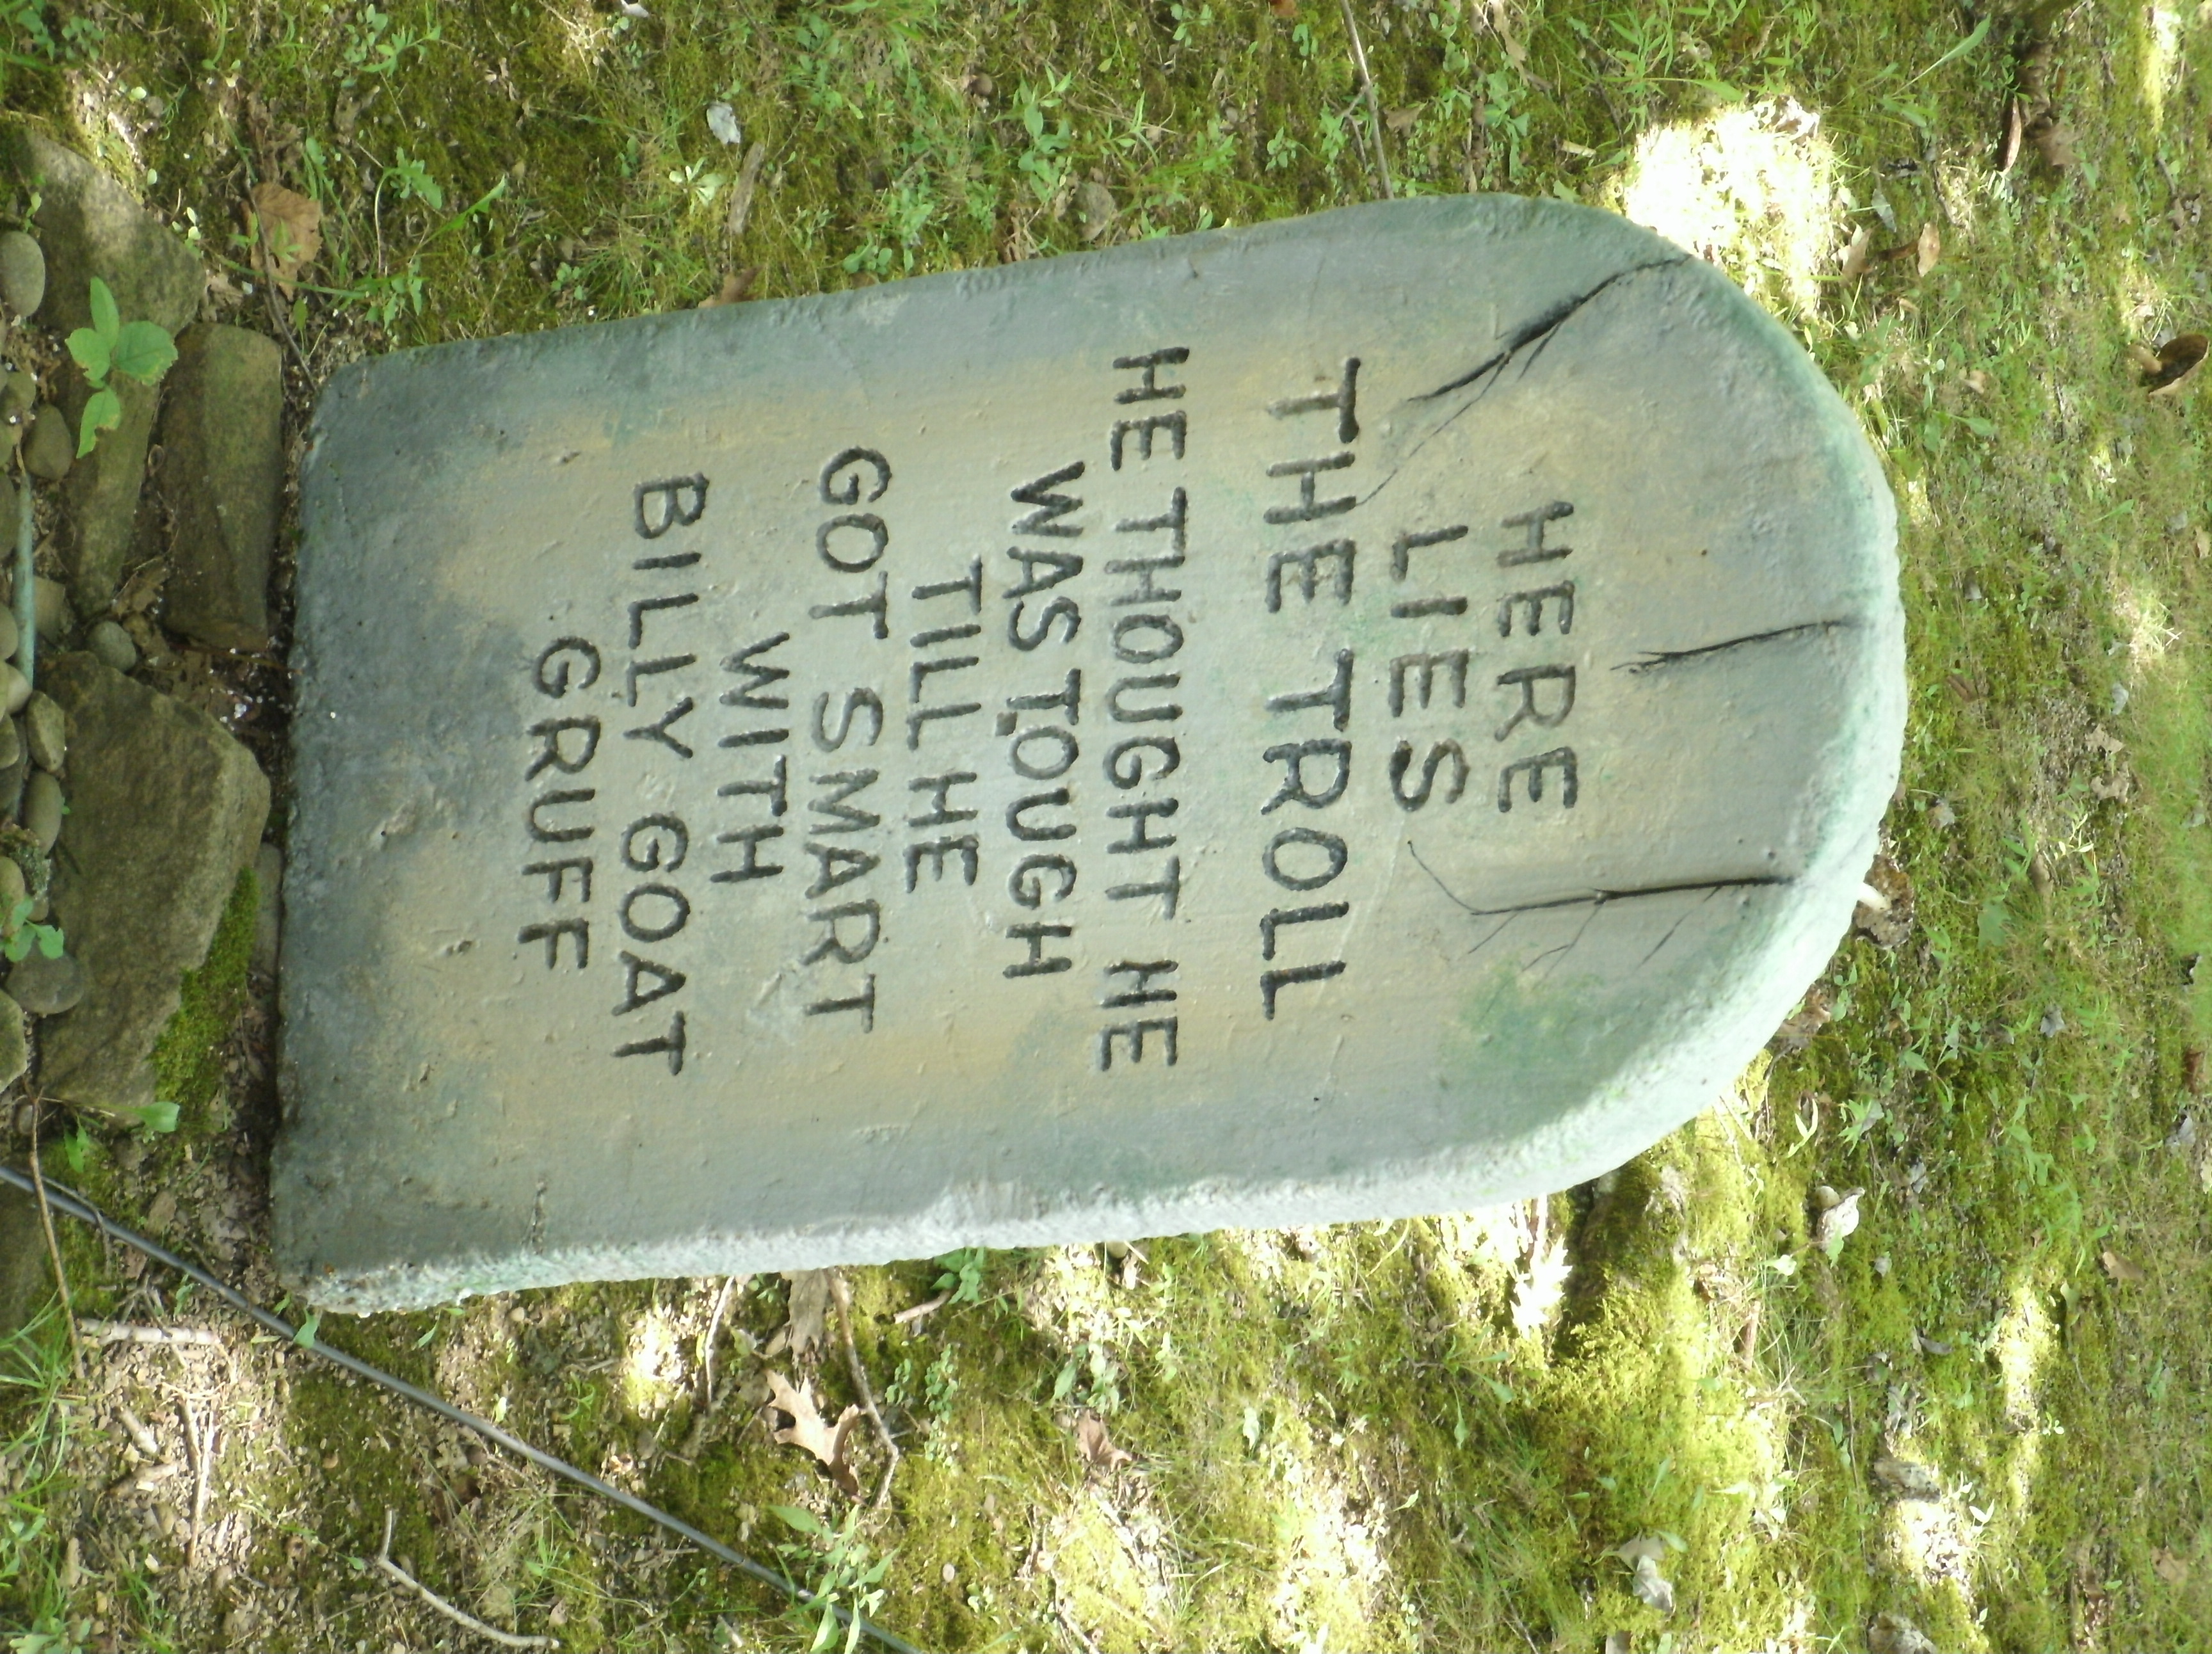 HERE
LIES
THE TROLL
HE THOUGHT HE
WAS TOUGH
TILL HE
GOT SMART
WITH
BILLY GOAT
GRUFF